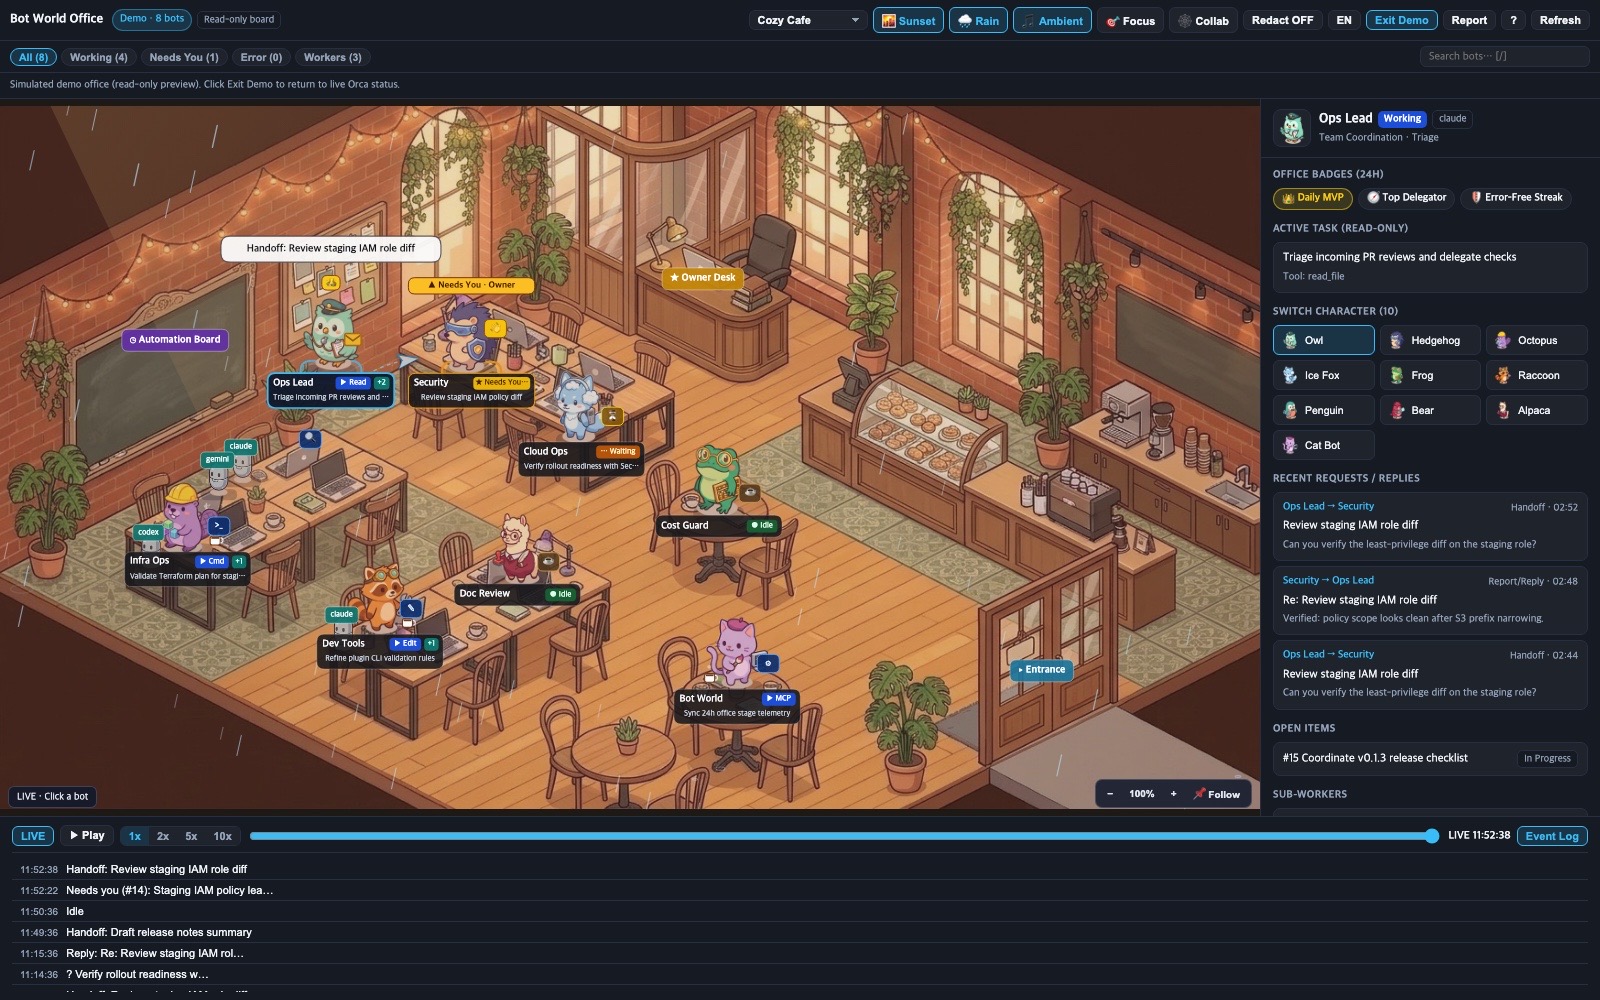 Bot World Office
Demo · 8 bots
Read-only board
Cozy Cafe
Sunset
Rain
Ambient
Focus
Collab
Redact OFF
EN
Exit Demo
Report
?
Refresh
All (8)
Working (4)
Needs You (1)
Error (0)
Workers (3)
Search bots… [/]
Simulated demo office (read-only preview). Click Exit Demo to return to live Orca status.
Handoff: Review staging IAM role diff
▲ Needs You · Owner
★ Owner Desk
Automation Board
Ops Lead
▶ Read
+2
Triage incoming PR reviews and ···
Security
★ Needs You···
Review staging IAM policy diff
Cloud Ops
··· Waiting
Verify rollout readiness with Sec···
claude
gemini
codex
>_
Infra Ops
▶ Cmd
+1
Validate Terraform plan for stagi···
Cost Guard
● Idle
Doc Review
● Idle
claude
Dev Tools
▶ Edit
+1
Refine plugin CLI validation rules
Bot World
▶ MCP
Sync 24h office stage telemetry
Entrance
LIVE · Click a bot
−
100%
+
Follow
Ops Lead
Working
claude
Team Coordination · Triage
OFFICE BADGES (24H)
Daily MVP
Top Delegator
Error-Free Streak
ACTIVE TASK (READ-ONLY)
Triage incoming PR reviews and delegate checks
Tool: read_file
SWITCH CHARACTER (10)
Owl
Hedgehog
Octopus
Ice Fox
Frog
Raccoon
Penguin
Bear
Alpaca
Cat Bot
RECENT REQUESTS / REPLIES
Ops Lead → Security
Handoff · 02:52
Review staging IAM role diff
Can you verify the least-privilege diff on the staging role?
Security → Ops Lead
Report/Reply · 02:48
Re: Review staging IAM role diff
Verified: policy scope looks clean after S3 prefix narrowing.
Ops Lead → Security
Handoff · 02:44
Review staging IAM role diff
Can you verify the least-privilege diff on the staging role?
OPEN ITEMS
#15 Coordinate v0.1.3 release checklist
In Progress
SUB-WORKERS
LIVE
▶ Play
1x
2x
5x
10x
LIVE 11:52:38
Event Log
11:52:38 Handoff: Review staging IAM role diff
11:52:22 Needs you (#14): Staging IAM policy lea…
11:50:36 Idle
11:49:36 Handoff: Draft release notes summary
11:15:36 Reply: Re: Review staging IAM rol…
11:14:36 ? Verify rollout readiness w…